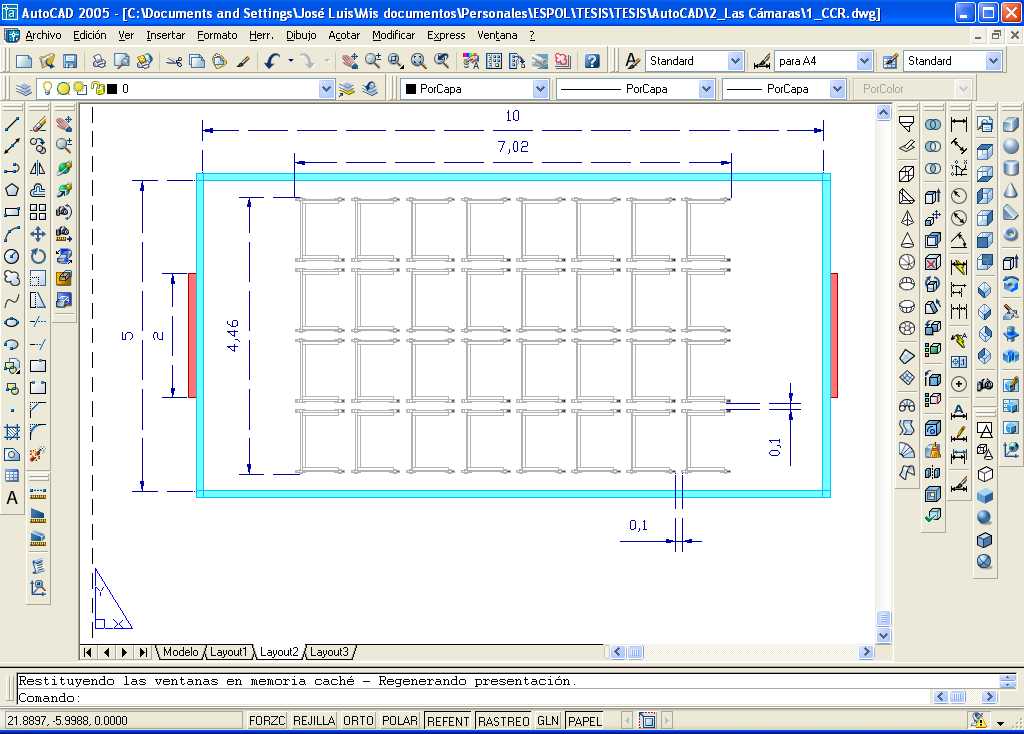 AutoCAD 2005 - [C:\Documents and Settings\José Luis\Mis documentos\Personales\ESPOL\TESIS\TESIS\AutoCAD\2_Las Cámaras\1_CCR.dwg]
Archivo Edición Ver Insertar Formato Herr. Dibujo Acotar Modificar Express Ventana ?
Standard para A4 Standard
0 PorCapa PorCapa PorCapa PorColor
10
7,02
5
2
4,46
0,1
0,1
Y
X
A
Modelo Layout1 Layout2 Layout3
Restituyendo las ventanas en memoria caché - Regenerando presentación.
Comando:
21.8897, -5.9988, 0.0000 FORZC REJILLA ORTO POLAR REFENT RASTREO GLN PAPEL